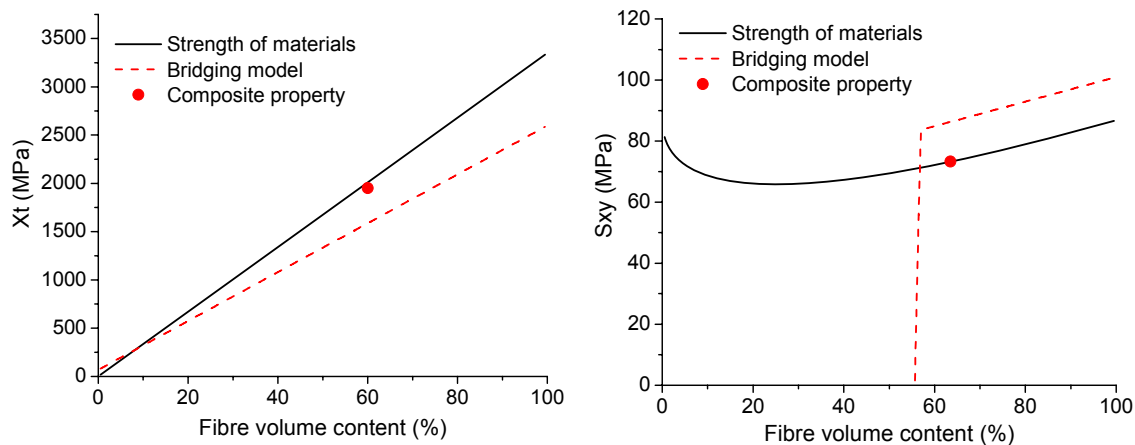 3500
3000
2500
2000
1500
1000
500
0
Xt (MPa)
Strength of materials
Bridging model
Composite property
0 20 40 60 80 100
Fibre volume content (%)
120
100
80
60
40
20
0
Sxy (MPa)
Strength of materials
Bridging model
Composite property
0 20 40 60 80 100
Fibre volume content (%)